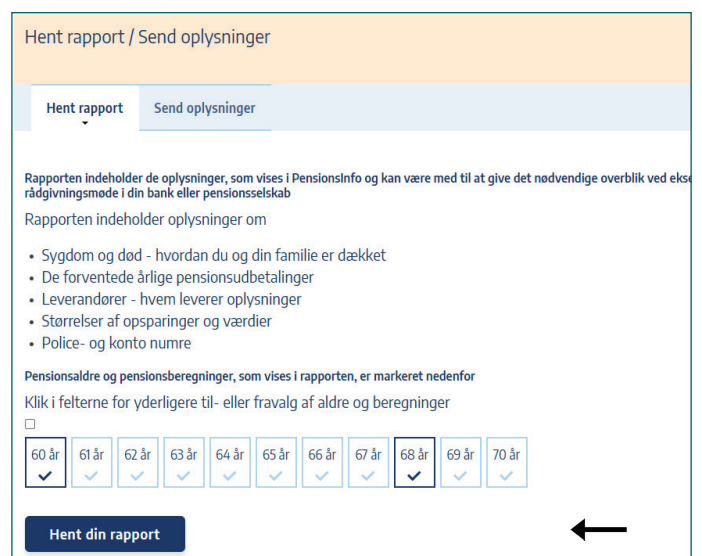 Hent rapport / Send oplysninger
Hent rapport Send oplysninger
Rapporten indeholder de oplysninger, som vises i PensionsInfo og kan være med til at give det nødvendige overblik ved
rådgivningsmøde i din bank eller pensionsselskab
Rapporten indeholder oplysninger om
• Sygdom og død - hvordan du og din familie er dækket
• De forventede årlige pensionsudbetalinger
• Leverandører - hvem leverer oplysninger
• Størrelser af opsparinger og værdier
• Police- og konto numre
Pensionsaldre og pensionsberegninger, som vises i rapporten, er markeret nedenfor
Klik i felterne for yderligere til- eller fravalg af aldre og beregninger
60 år 61 år 62 år 63 år 64 år 65 år 66 år 67 år 68 år 69 år 70 år
Hent din rapport